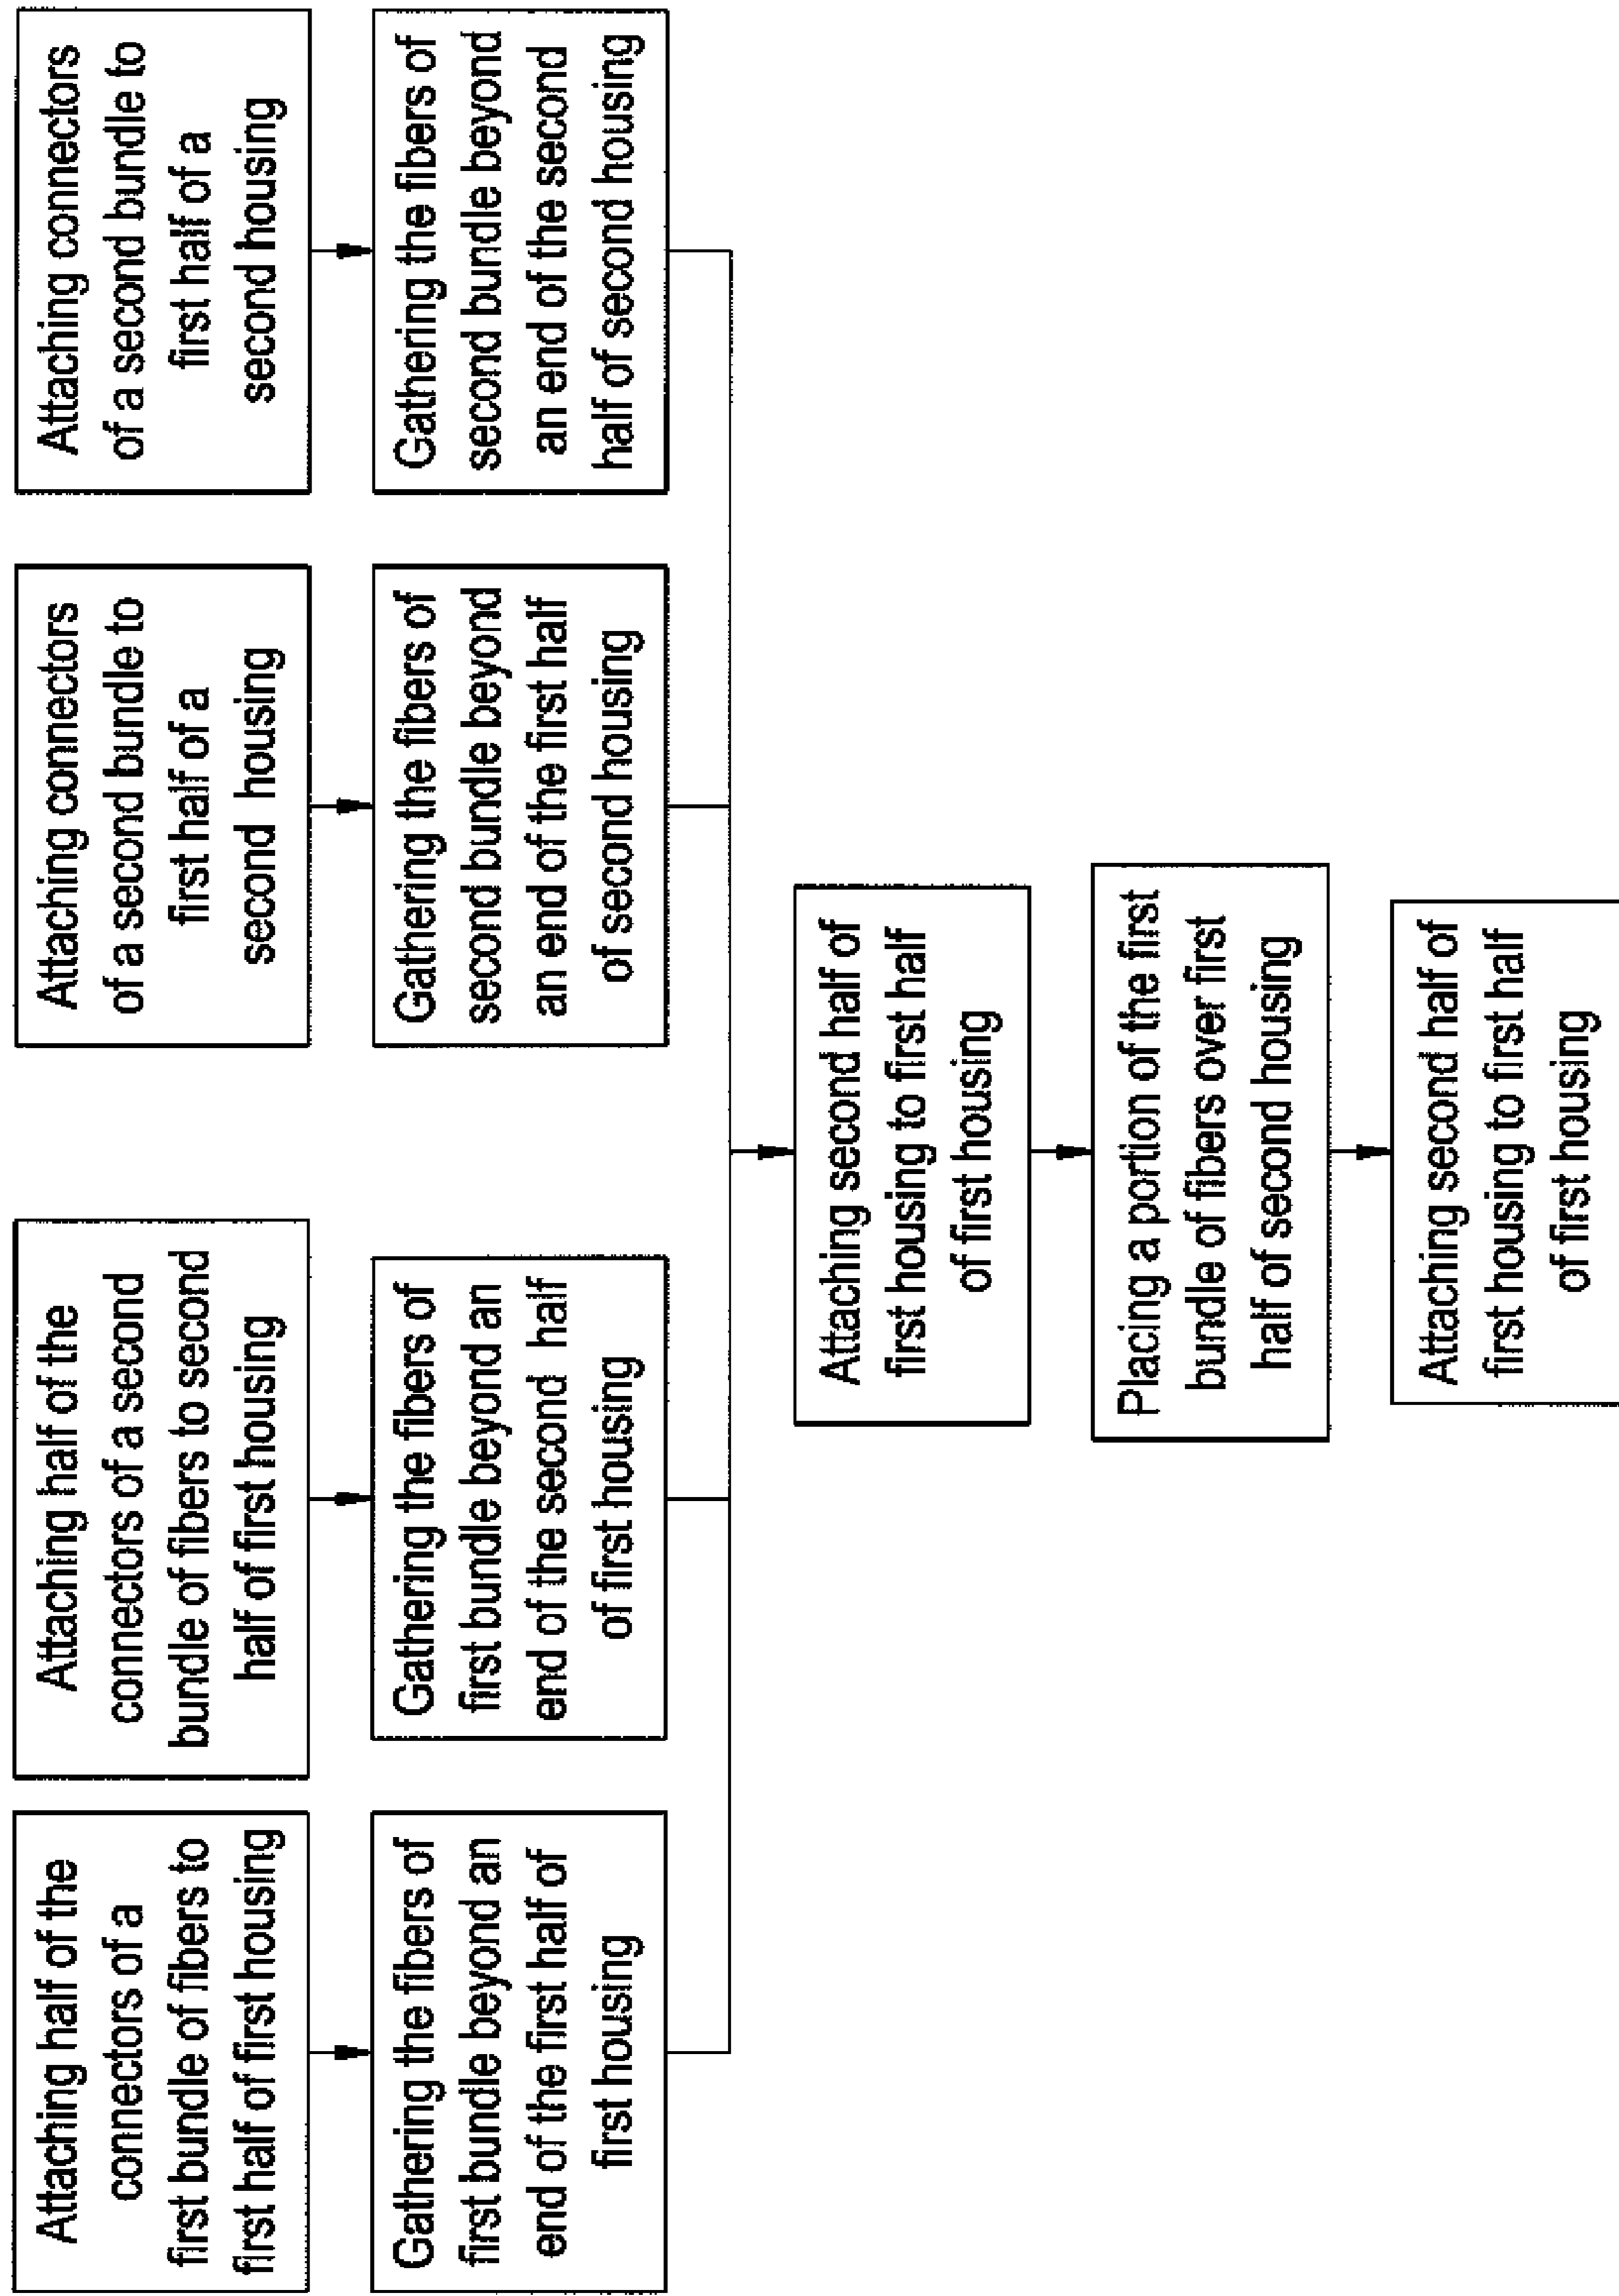 Attaching half of the
connectors of a
first bundle of fibers to
first half of first housing
Attaching half of the
connectors of a second
bundle of fibers to second
half of first housing
Attaching connectors
of a second bundle to
first half of a
second housing
Attaching connectors
of a second bundle to
first half of a
second housing
Gathering the fibers of
first bundle beyond an
end of the first half of
first housing
Gathering the fibers of
first bundle beyond an
end of the second half
of first housing
Gathering the fibers of
second bundle beyond
an end of the first half
of second housing
Gathering the fibers of
second bundle beyond
an end of the second
half of second housing
Attaching second half of
first housing to first half
of first housing
Placing a portion of the first
bundle of fibers over first
half of second housing
Attaching second half of
first housing to first half
of first housing